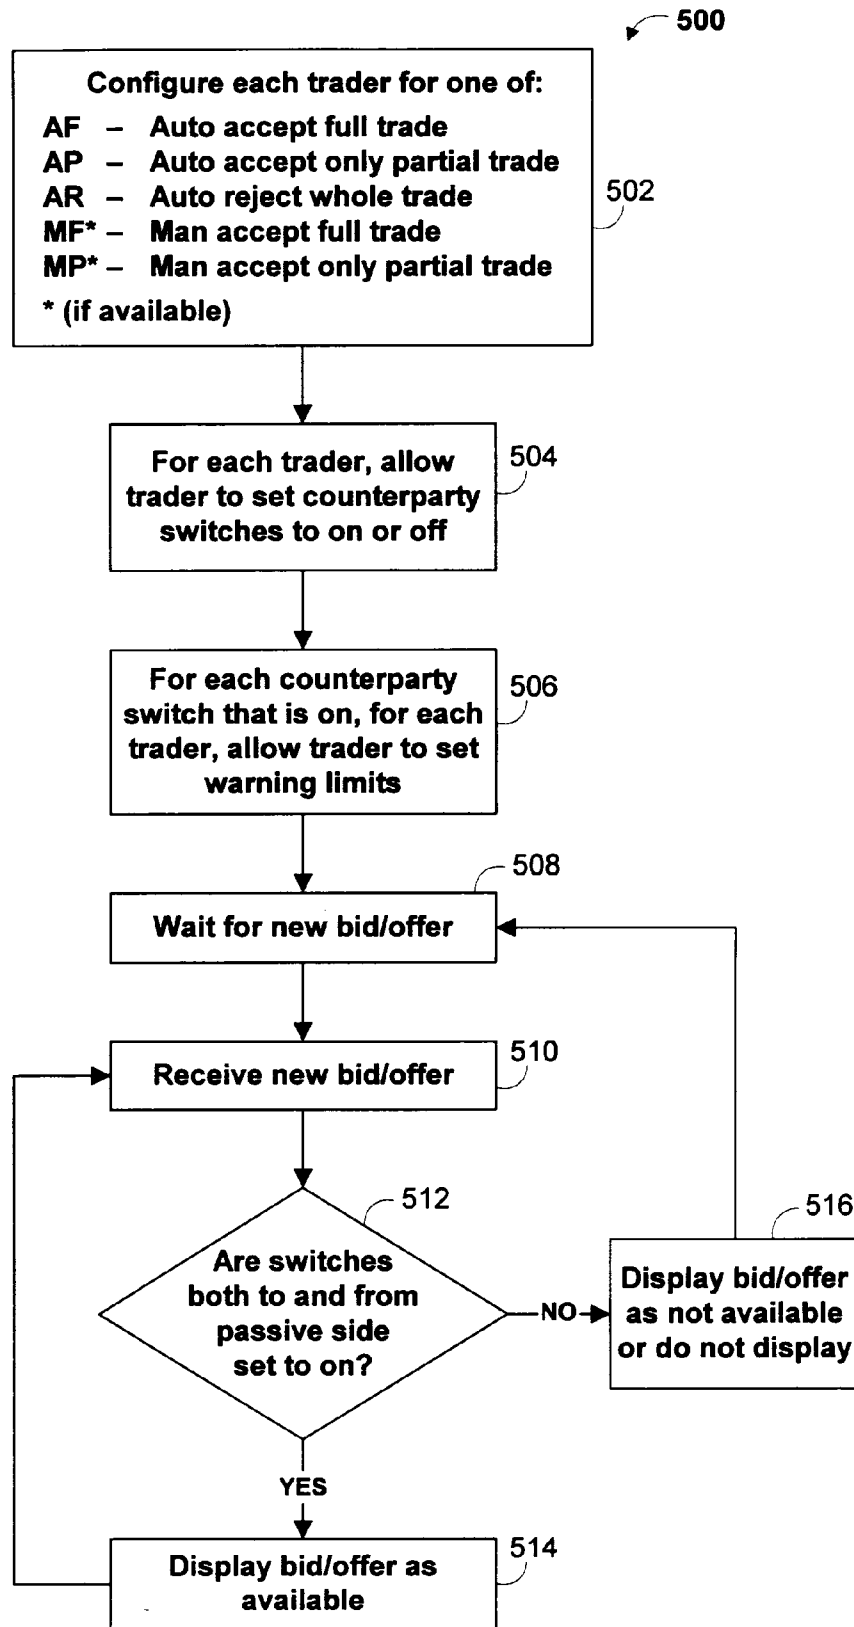 500
Configure each trader for one of:
AF – Auto accept full trade
AP – Auto accept only partial trade
AR – Auto reject whole trade
MF* – Man accept full trade
MP* – Man accept only partial trade
* (if available)
502
For each trader, allow
trader to set counterparty
switches to on or off
504
For each counterparty
switch that is on, for each
trader, allow trader to set
warning limits
506
508
Wait for new bid/offer
Receive new bid/offer
510
512
Are switches
both to and from
passive side
set to on?
NO
516
Display bid/offer
as not available
or do not display
YES
Display bid/offer as
available
514